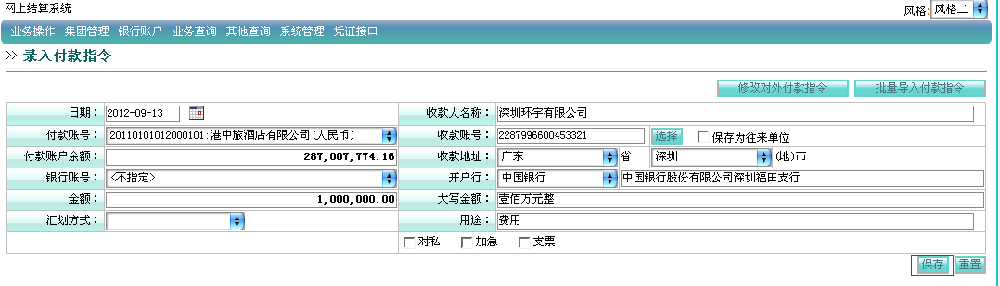 网上结算系统
风格: 风格二
业务操作 集团管理 银行账户 业务查询 其他查询 系统管理 凭证接口
>> 录入付款指令
修改对外付款指令 批量导入付款指令
日期: 2012-09-13 收款人名称: 深圳环宇有限公司
付款账号: 20110101012000101:港中旅酒店有限公司(人民币) 收款账号: 2287996600453321 选择 保存为往来单位
付款账户余额: 287,007,774.16 收款地址: 广东 省 深圳 (地)市
银行账号: <不指定> 开户行: 中国银行 中国银行股份有限公司深圳福田支行
金额: 1,000,000.00 大写金额: 壹佰万元整
汇划方式: 用途: 费用
对私 加急 支票
保存 重置